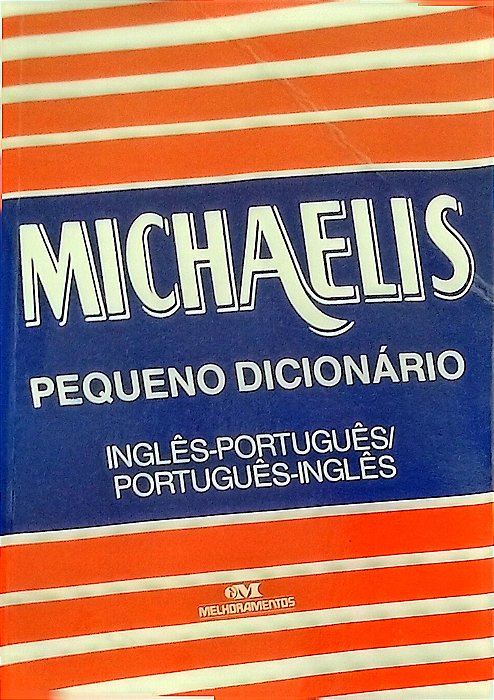 MICHAELIS
PEQUENO DICIONÁRIO
INGLÊS-PORTUGUÊS/
PORTUGUÊS-INGLÊS
M
MELHORAMENTOS